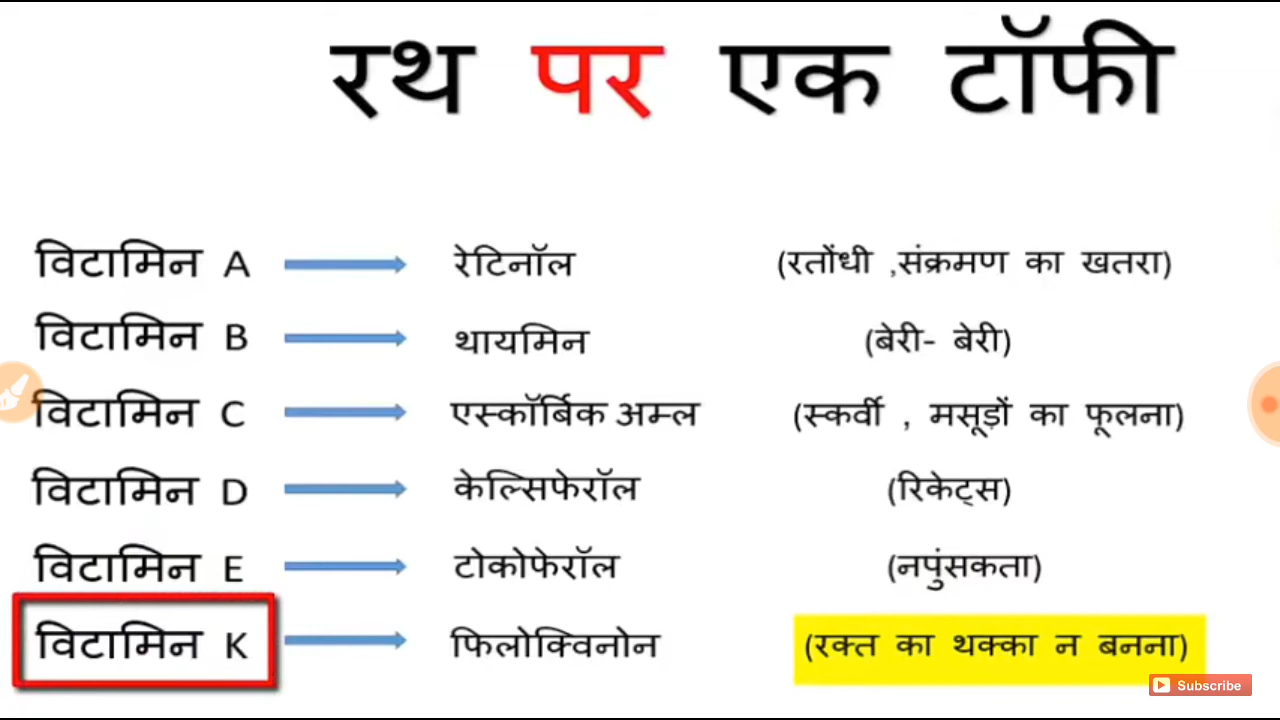 रथ पर एक टॉफी
विटामिन A रेटिनॉल (रतोंधी ,संक्रमण का खतरा)
विटामिन B थायमिन (बेरी- बेरी)
विटामिन C एस्कॉर्बिक अम्ल (स्कर्वी , मसूड़ों का फूलना)
विटामिन D केल्सिफेरॉल (रिकेट्स)
विटामिन E टोकोफेरॉल (नपुंसकता)
विटामिन K फिलोक्विनोन (रक्त का थक्का न बनना)
Subscribe